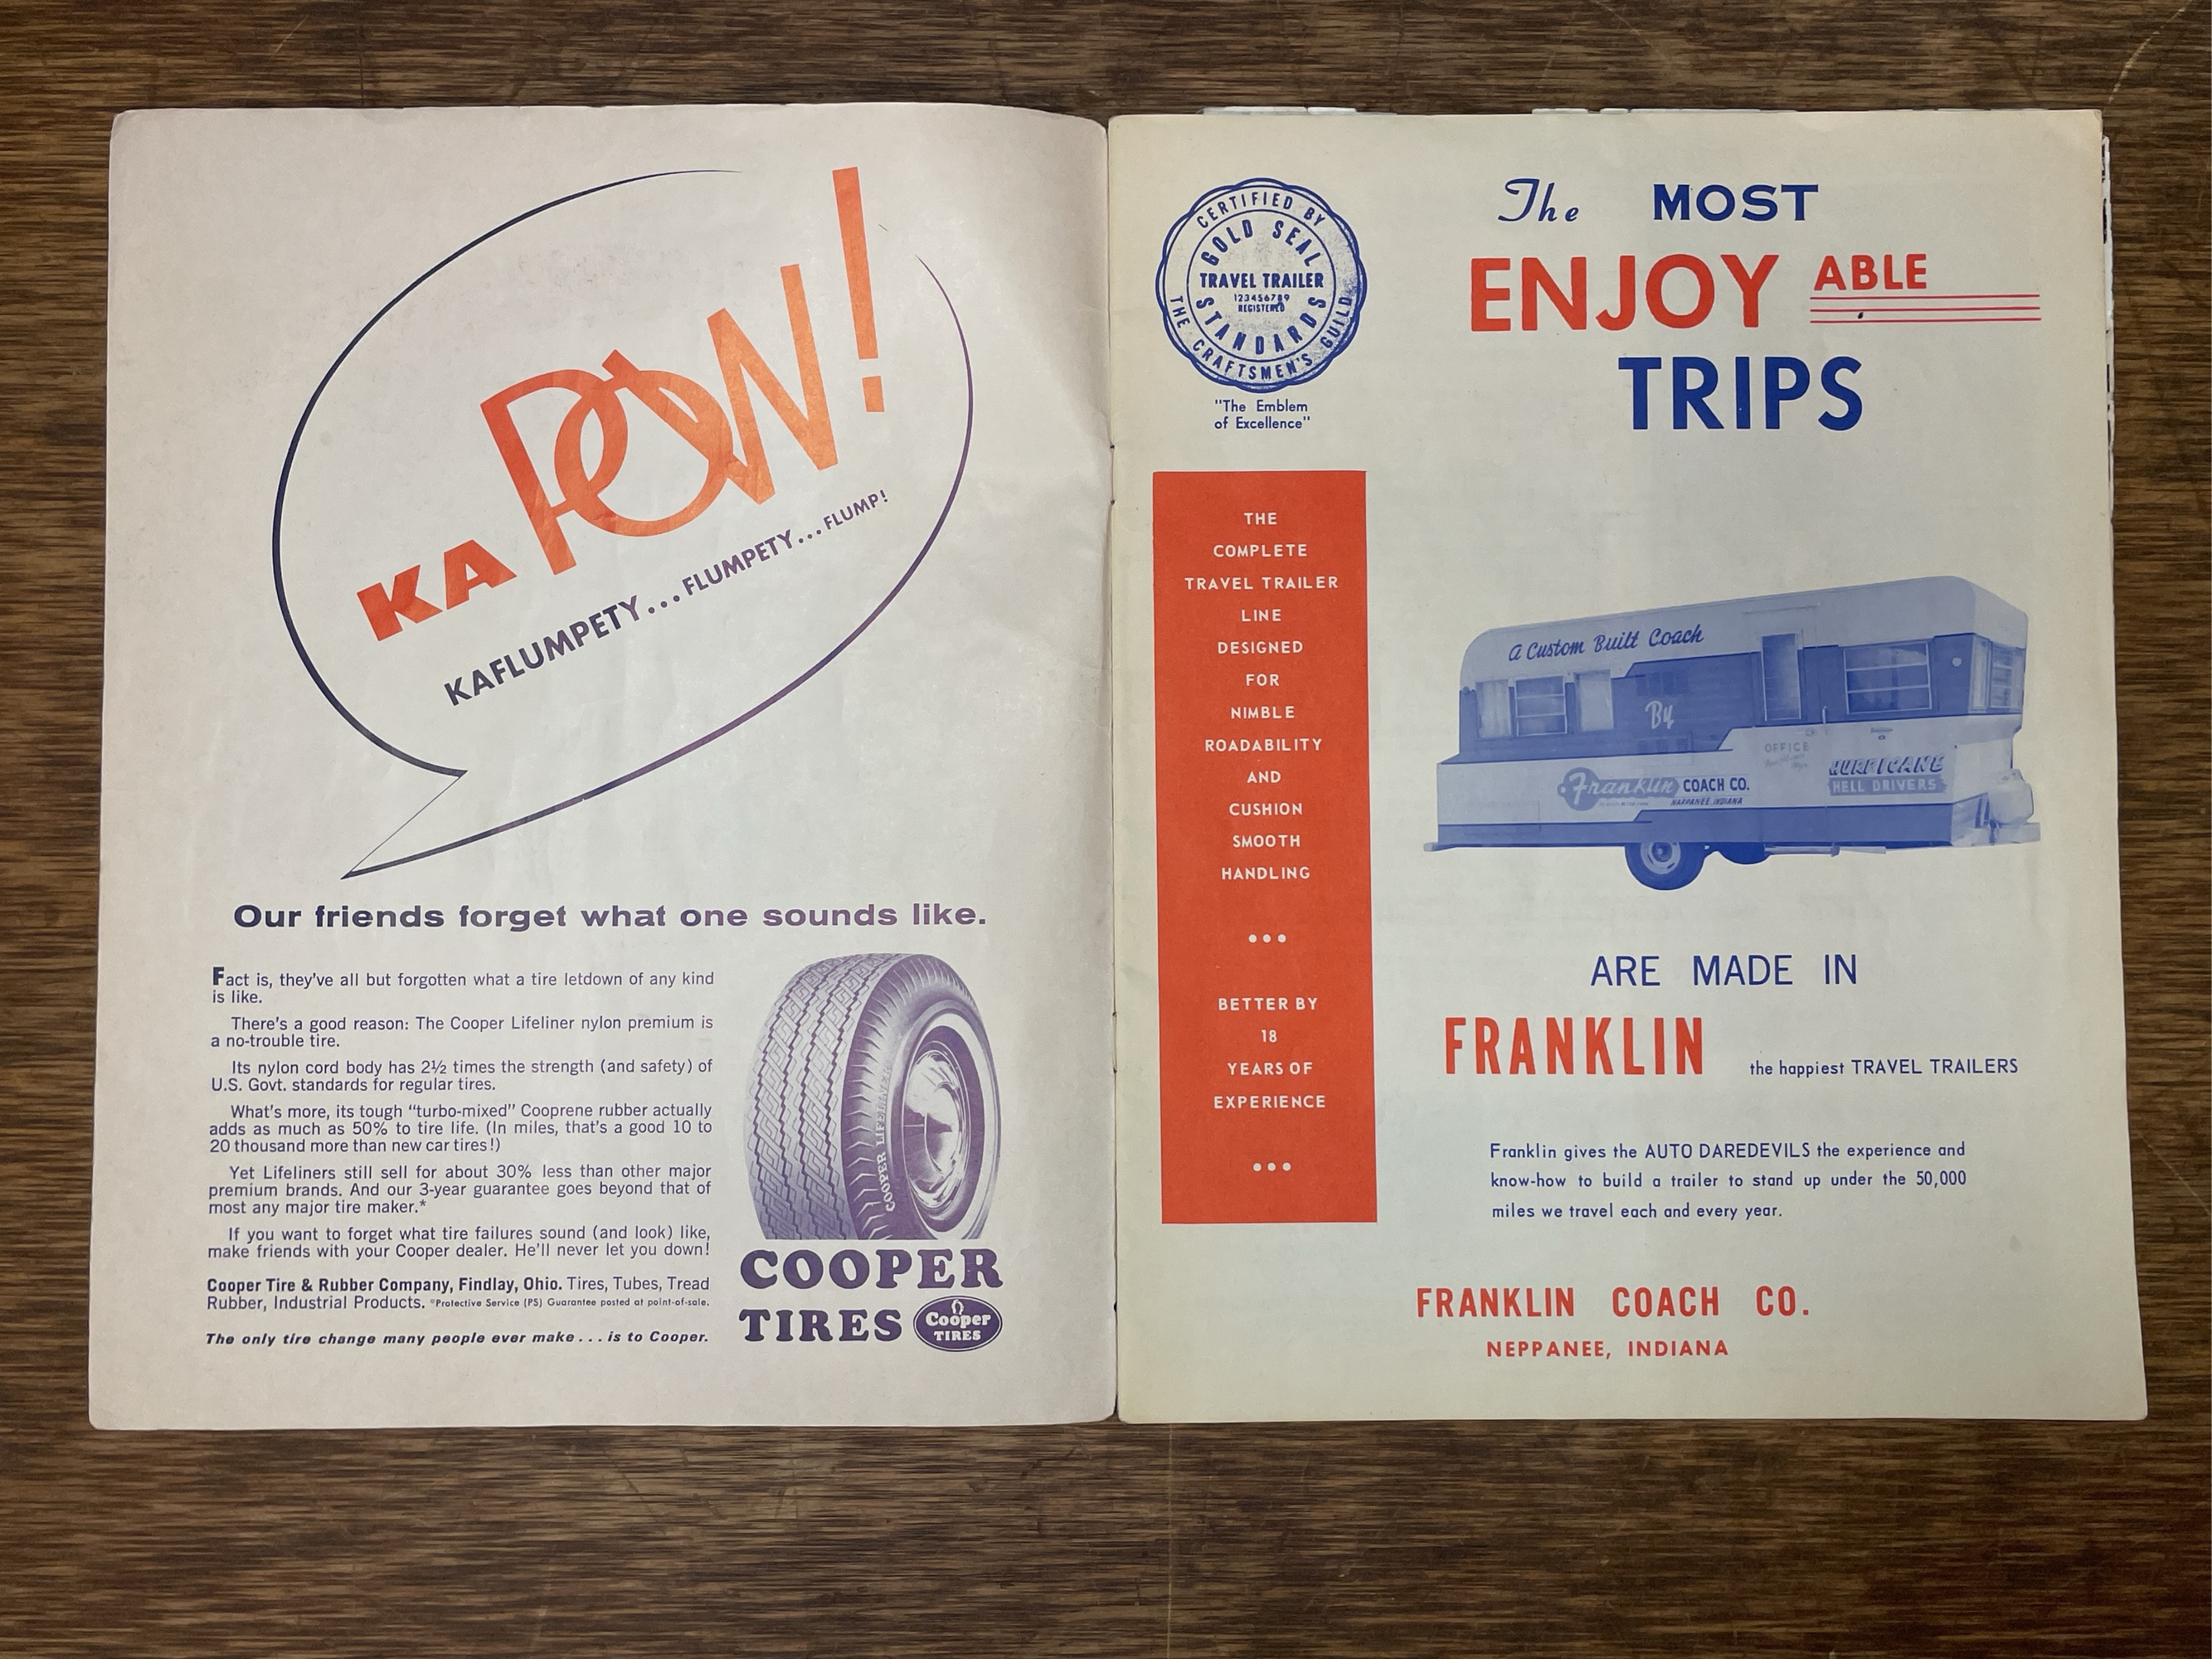 KAPOW!
KAFLUMPETY...FLUMPETY...FLUMP!
Our friends forget what one sounds like.
Fact is, they've all but forgotten what a tire letdown of any kind
is like.
There's a good reason: The Cooper Lifeliner nylon premium is
a no-trouble tire.
Its nylon cord body has 2½ times the strength (and safety) of
U.S. Govt. standards for regular tires.
What's more, its tough “turbo-mixed” Cooprene rubber actually
adds as much as 50% to tire life. (In miles, that's a good 10 to
20 thousand more than new car tires!)
Yet Lifeliners still sell for about 30% less than other major
premium brands. And our 3-year guarantee goes beyond that of
most any major tire maker.*
If you want to forget what tire failures sound (and look) like,
make friends with your Cooper dealer. He'll never let you down!
Cooper Tire & Rubber Company, Findlay, Ohio. Tires, Tubes, Tread
Rubber, Industrial Products. *Protective Service (PS) Guarantee posted at point-of-sale.
The only tire change many people ever make...is to Cooper.
COOPER LIFELINER
COOPER
TIRES
Cooper
TIRES
CERTIFIED BY
THE CRAFTSMEN'S GUILD
GOLD SEAL
TRAVEL TRAILER
123456789
REGISTERED
STANDARDS
"The Emblem
of Excellence"
The MOST
ENJOY ABLE
TRIPS
THE
COMPLETE
TRAVEL TRAILER
LINE
DESIGNED
FOR
NIMBLE
ROADABILITY
AND
CUSHION
SMOOTH
HANDLING
•••
BETTER BY
18
YEARS OF
EXPERIENCE
•••
A Custom Built Coach
By
OFFICE
Franklin COACH CO.
NAPPANEE, INDIANA
HURRICANE
HELL DRIVERS
ARE MADE IN
FRANKLIN the happiest TRAVEL TRAILERS
Franklin gives the AUTO DAREDEVILS the experience and
know-how to build a trailer to stand up under the 50,000
miles we travel each and every year.
FRANKLIN COACH CO.
NEPPANEE, INDIANA